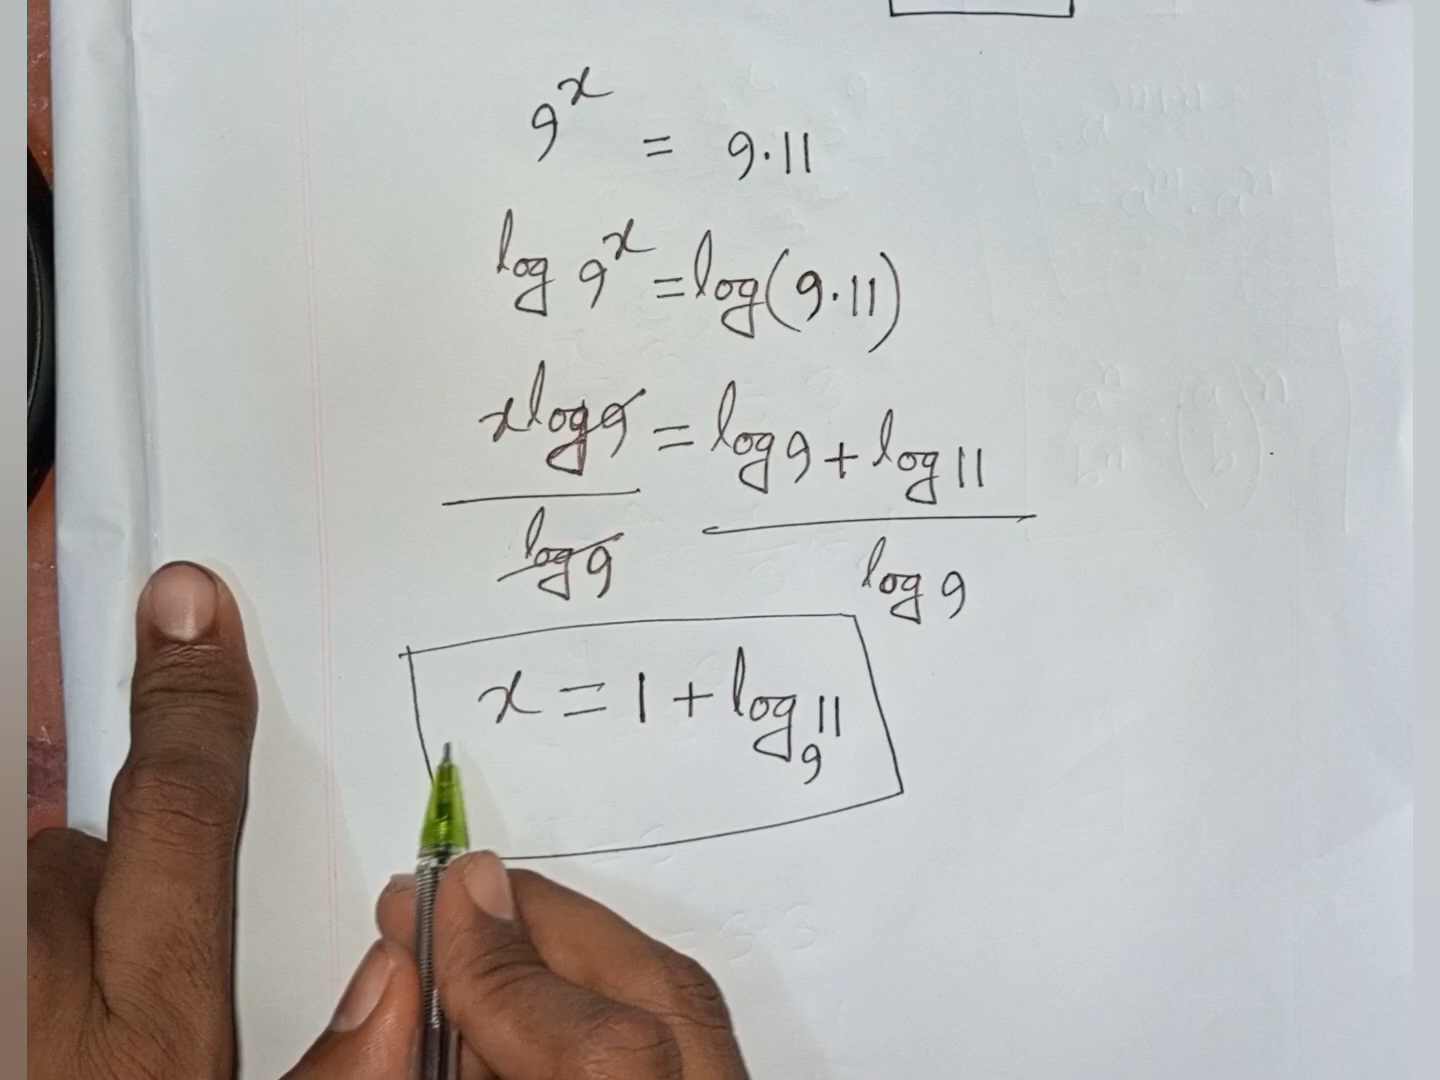 9^x = 9·11
log 9^x = log(9·11)
x log 9 = log 9 + log 11
log 9 log 9
x = 1 + log_9 11